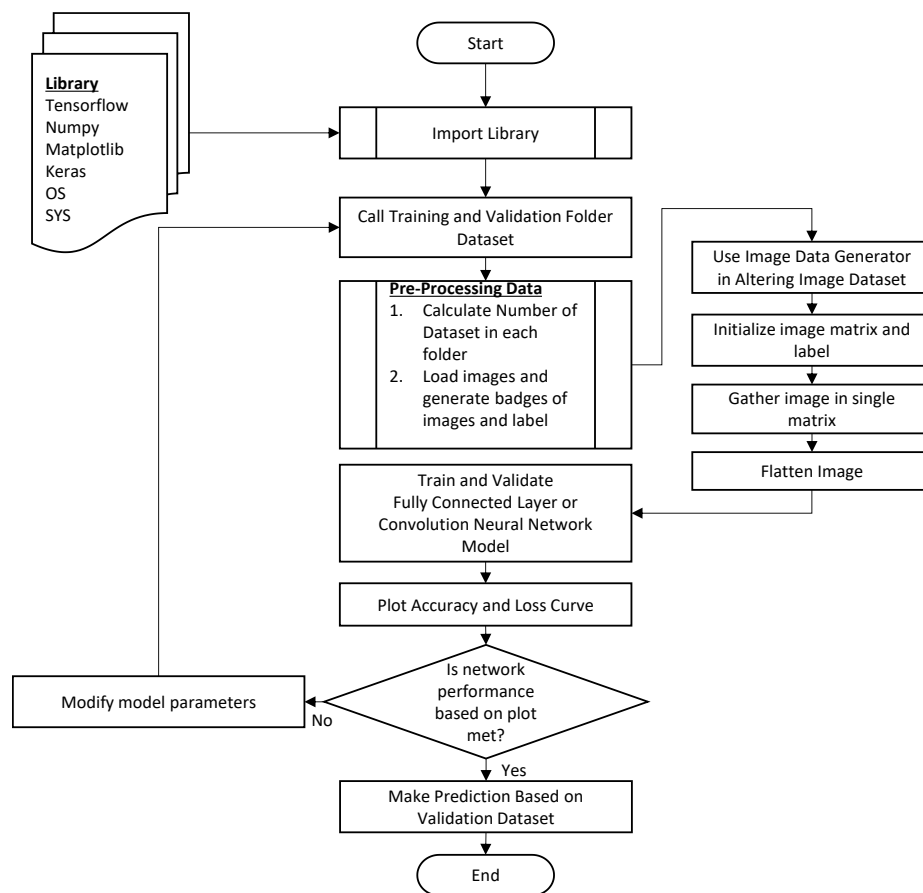 Start
Library
Tensorflow
Numpy
Matplotlib
Keras
OS
SYS
Import Library
Call Training and Validation Folder
Dataset
Pre-Processing Data
1. Calculate Number of
Dataset in each
folder
2. Load images and
generate badges of
images and label
Use Image Data Generator
in Altering Image Dataset
Initialize image matrix and
label
Gather image in single
matrix
Flatten Image
Train and Validate
Fully Connected Layer or
Convolution Neural Network
Model
Plot Accuracy and Loss Curve
Is network
performance
based on plot
met?
No
Modify model parameters
Yes
Make Prediction Based on
Validation Dataset
End